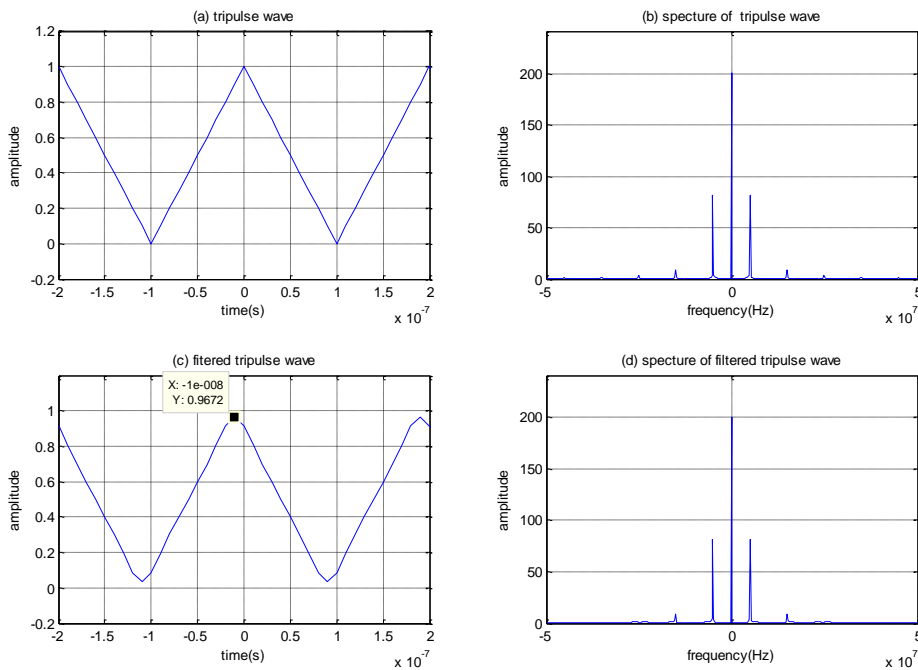 (a) tripulse wave
1.2
1
0.8
0.6
0.4
0.2
0
-0.2
amplitude
-2 -1.5 -1 -0.5 0 0.5 1 1.5 2
time(s)
x 10^-7
(b) specture of tripulse wave
200
150
100
50
0
amplitude
-5 0 5
frequency(Hz)
x 10^7
(c) fitered tripulse wave
X: -1e-008
Y: 0.9672
1
0.8
0.6
0.4
0.2
0
-0.2
amplitude
-2 -1.5 -1 -0.5 0 0.5 1 1.5 2
time(s)
x 10^-7
(d) specture of filtered tripulse wave
200
150
100
50
0
amplitude
-5 0 5
frequency(Hz)
x 10^7